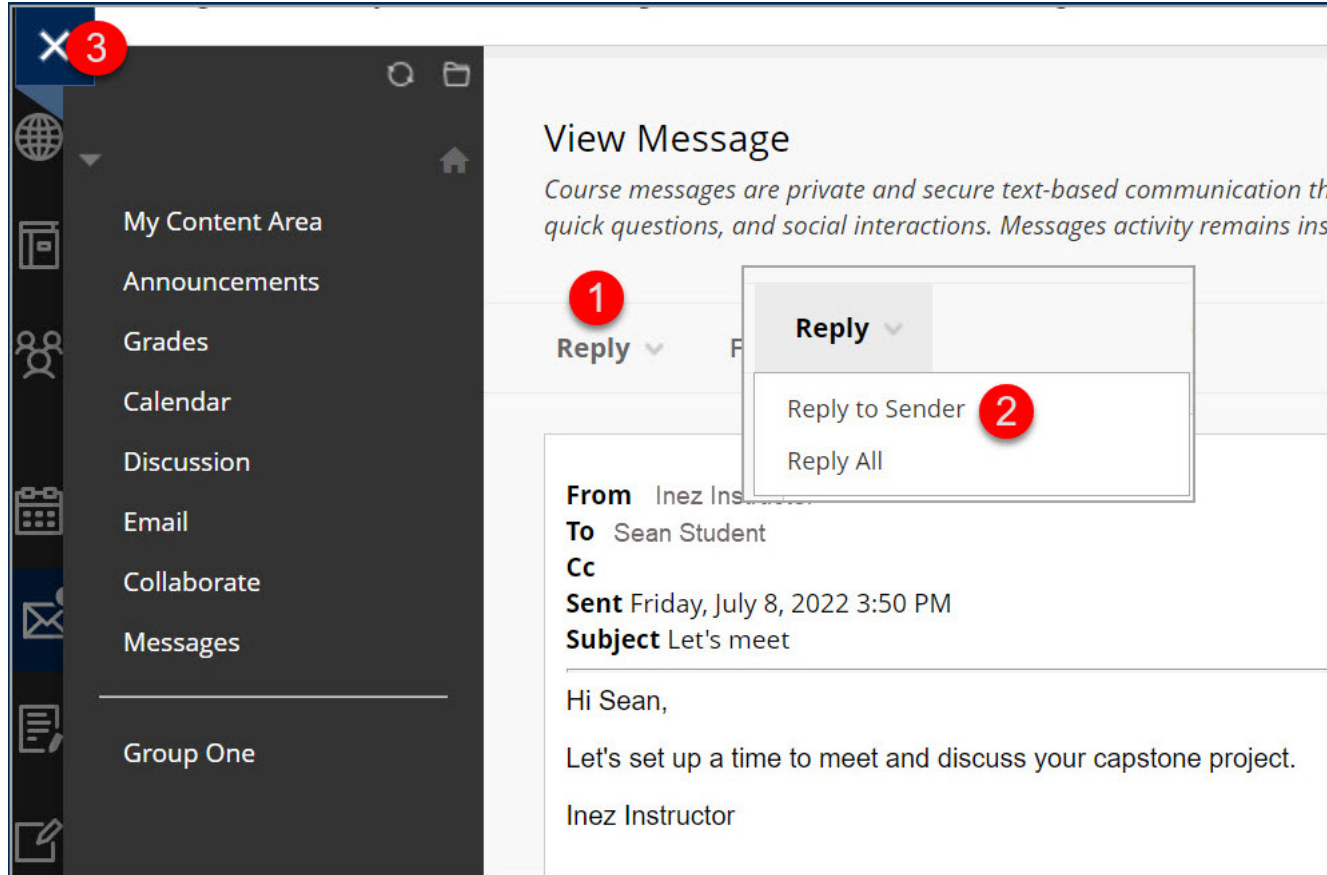 3
My Content Area
Announcements
Grades
Calendar
Discussion
Email
Collaborate
Messages
Group One
View Message
Course messages are private and secure text-based communication
quick questions, and social interactions. Messages activity remains
1
Reply
Reply
Reply to Sender 2
Reply All
From Inez
To Sean Student
Cc
Sent Friday, July 8, 2022 3:50 PM
Subject Let's meet
Hi Sean,
Let's set up a time to meet and discuss your capstone project.
Inez Instructor